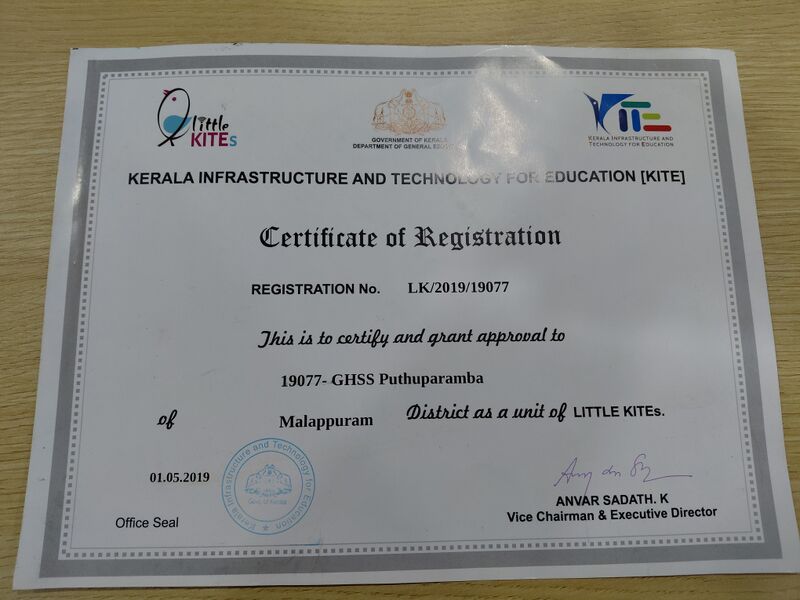 little
KITEs
GOVERNMENT OF KERALA
DEPARTMENT OF GENERAL
KITE
KERALA INFRASTRUCTURE AND
TECHNOLOGY FOR EDUCATION
KERALA INFRASTRUCTURE AND TECHNOLOGY FOR EDUCATION [KITE]
Certificate of Registration
REGISTRATION No. LK/2019/19077
This is to certify and grant approval to
19077- GHSS Puthuparamba
of Malappuram District as a unit of LITTLE KITEs.
01.05.2019
Kerala Infrastructure and Technology for Education
Govt. of Kerala
Office Seal
ANVAR SADATH. K
Vice Chairman & Executive Director